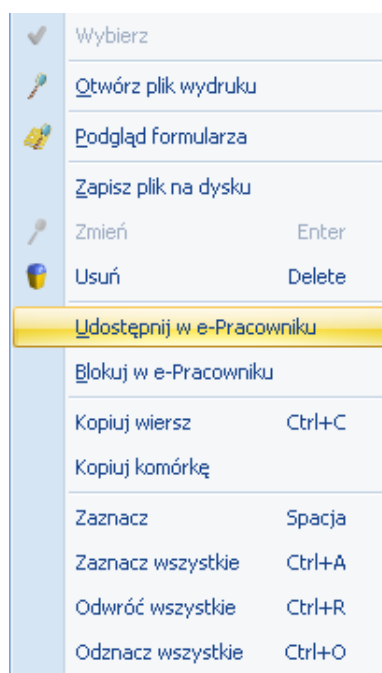 Wybierz
Otwórz plik wydruku
Podgląd formularza
Zapisz plik na dysku
Zmień Enter
Usuń Delete
Udostępnij w e-Pracowniku
Blokuj w e-Pracowniku
Kopiuj wiersz Ctrl+C
Kopiuj komórkę
Zaznacz Spacja
Zaznacz wszystkie Ctrl+A
Odwróć wszystkie Ctrl+R
Odznacz wszystkie Ctrl+O